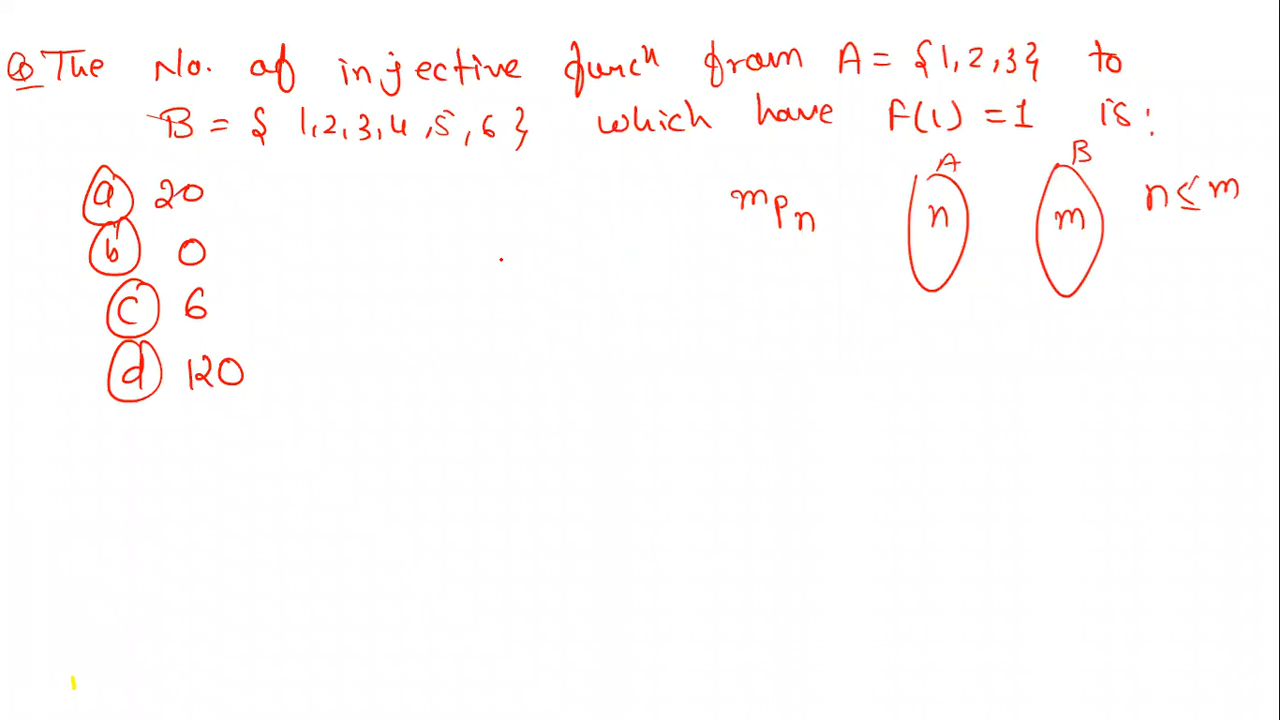 Q The No. of injective funcⁿ from A = {1,2,3} to
B = { 1,2,3,4,5,6 } which have F(1) = 1 is:
a 20
b 0
c 6
d 120
ᵐPₙ
A B
n m n ≤ m